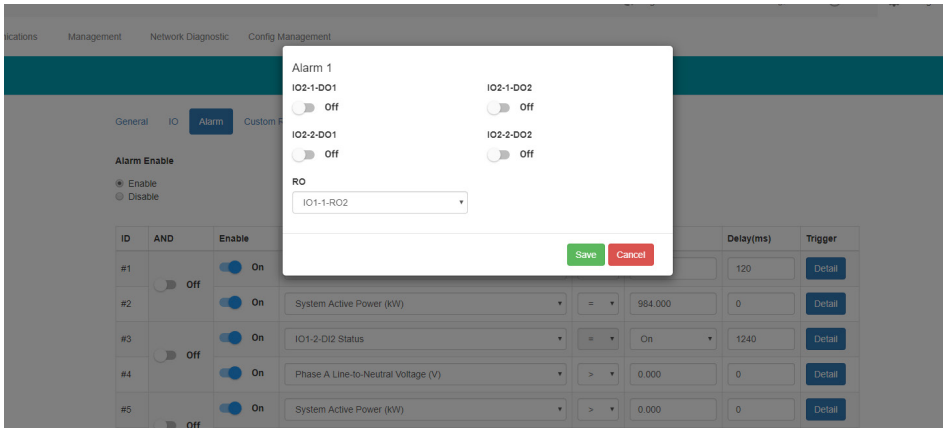 Management Network Diagnostic Config Management
Alarm 1
IO2-1-DO1 IO2-1-DO2
Off Off
IO2-2-DO1 IO2-2-DO2
Off Off
RO
IO1-1-RO2
Save Cancel
General IO Alarm Custom
Alarm Enable
Enable
Disable
ID AND Enable Delay(ms) Trigger
#1 On 120 Detail
Off
#2 On System Active Power (kW) = 984.000 0 Detail
#3 On IO1-2-DI2 Status = On 1240 Detail
Off
#4 On Phase A Line-to-Neutral Voltage (V) > 0.000 0 Detail
#5 On System Active Power (kW) > 0.000 0 Detail
Off